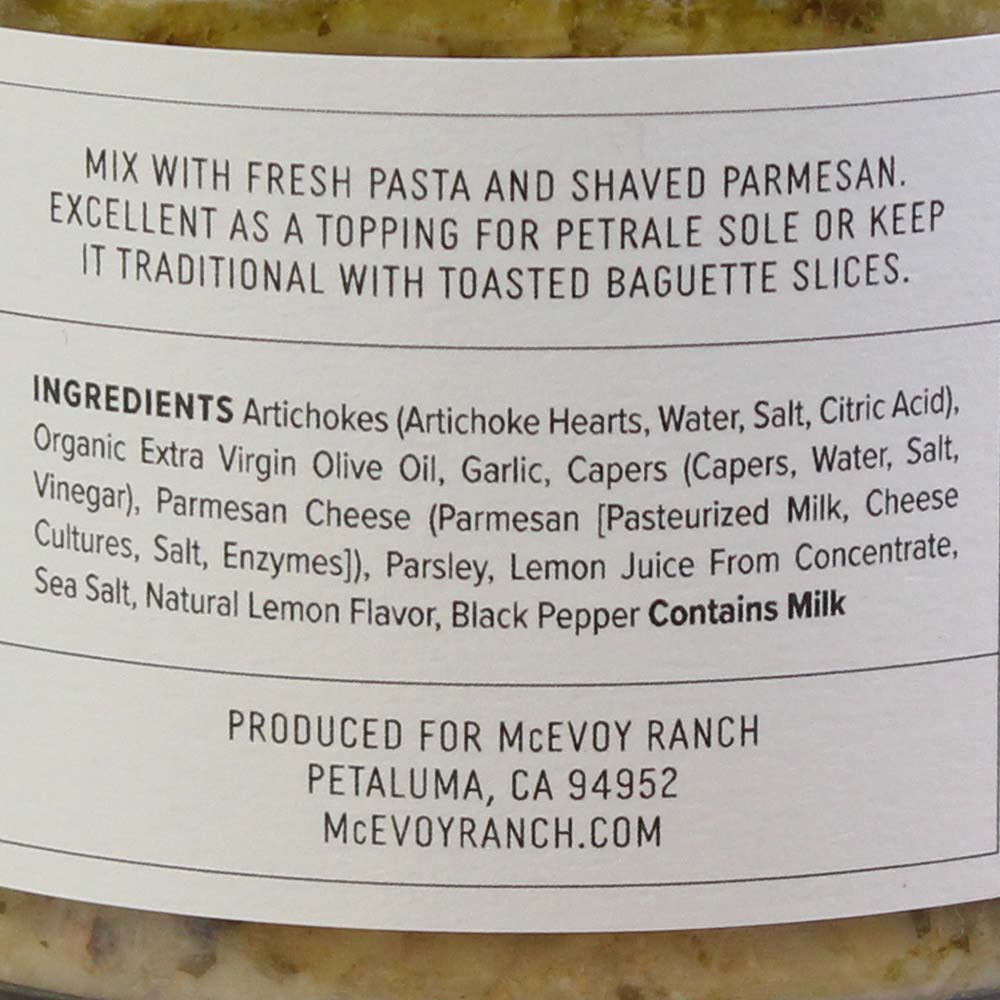 MIX WITH FRESH PASTA AND SHAVED PARMESAN.
EXCELLENT AS A TOPPING FOR PETRALE SOLE OR KEEP
IT TRADITIONAL WITH TOASTED BAGUETTE SLICES.
INGREDIENTS Artichokes (Artichoke Hearts, Water, Salt, Citric Acid),
Organic Extra Virgin Olive Oil, Garlic, Capers (Capers, Water, Salt,
Vinegar), Parmesan Cheese (Parmesan [Pasteurized Milk, Cheese
Cultures, Salt, Enzymes]), Parsley, Lemon Juice From Concentrate,
Sea Salt, Natural Lemon Flavor, Black Pepper Contains Milk
PRODUCED FOR McEVOY RANCH
PETALUMA, CA 94952
McEVOYRANCH.COM